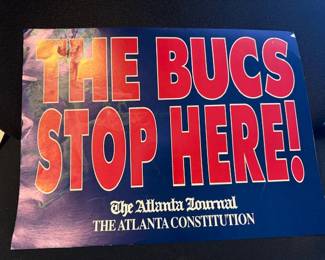 THE BUCS
STOP HERE!
The Atlanta Journal
THE ATLANTA CONSTITUTION